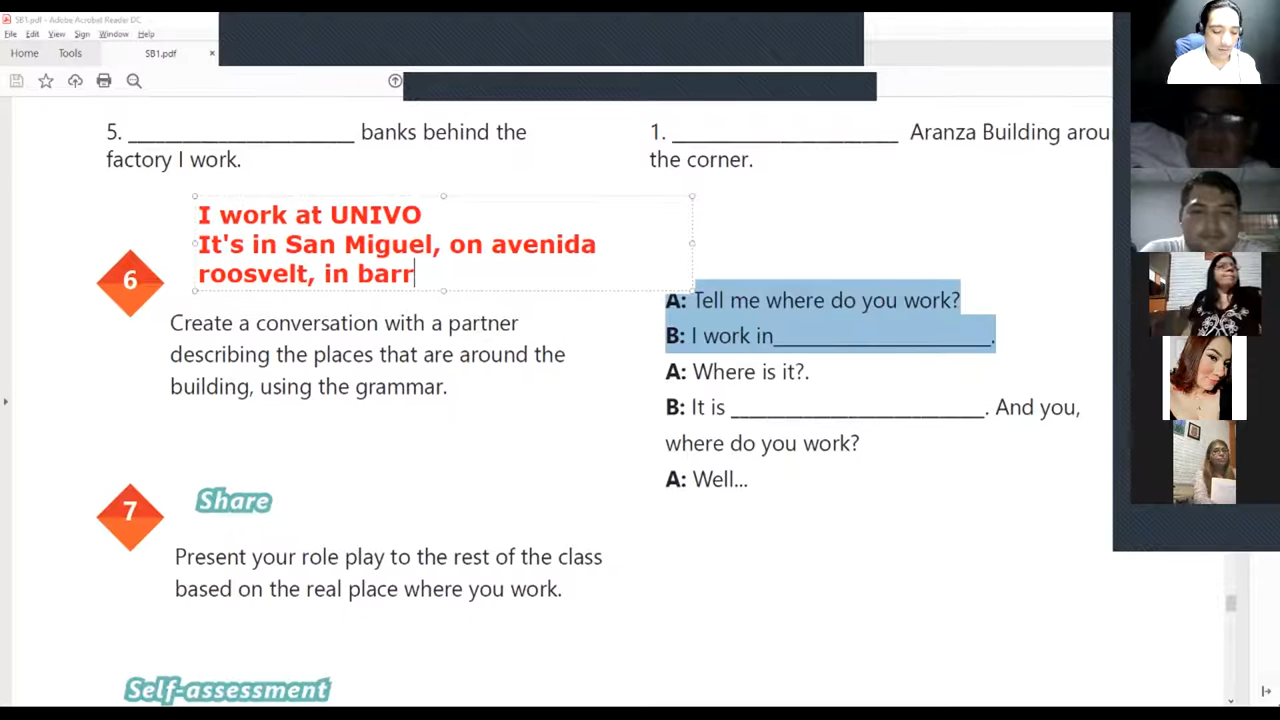 SB1.pdf - Adobe Acrobat Reader DC
File Edit View Sign Window Help
Home Tools SB1.pdf ×
5. ____________________ banks behind the
factory I work.
1. ____________________ Aranza Building arou
the corner.
I work at UNIVO
It's in San Miguel, on avenida
roosvelt, in barr
6
Create a conversation with a partner
describing the places that are around the
building, using the grammar.
A: Tell me where do you work?
B: I work in____________________.
A: Where is it?.
B: It is _______________________. And you,
where do you work?
A: Well...
7
Share
Present your role play to the rest of the class
based on the real place where you work.
Self-assessment